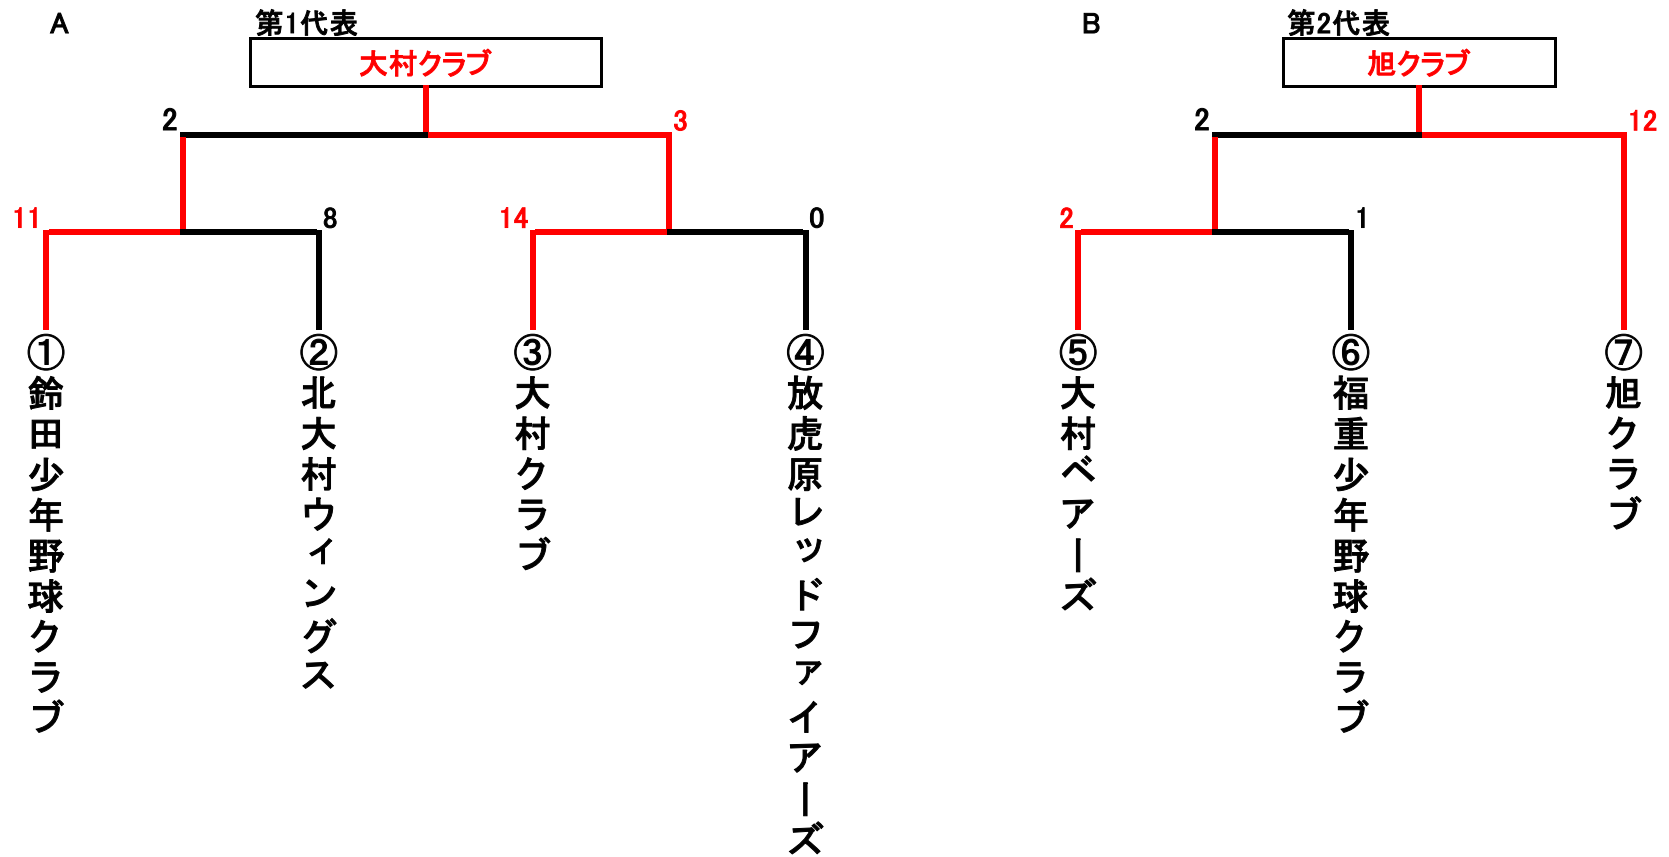 A
第1代表
大村クラブ
2
3
11
8
14
0
①鈴田少年野球クラブ
②北大村ウィングス
③大村クラブ
④放虎原レッドファイアーズ
B
第2代表
旭クラブ
2
12
2
1
⑤大村ベアーズ
⑥福重少年野球クラブ
⑦旭クラブ